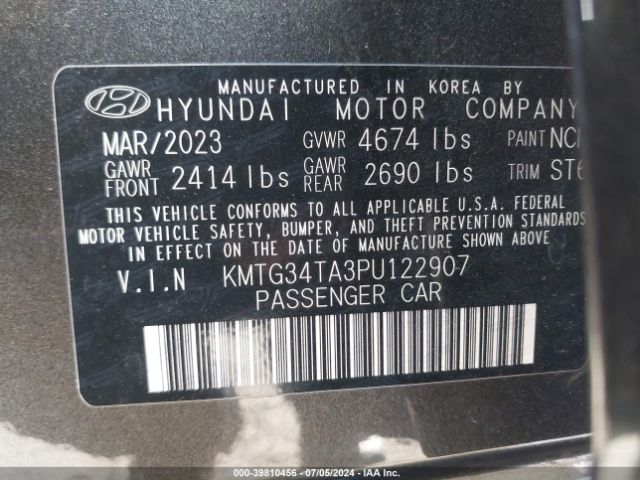 MANUFACTURED IN KOREA BY
HYUNDAI MOTOR COMPANY
MAR/2023 GVWR 4674 lbs PAINT
GAWR FRONT 2414 lbs GAWR REAR 2690 lbs TRIM
THIS VEHICLE CONFORMS TO ALL APPLICABLE U.S.A. FEDERAL
MOTOR VEHICLE SAFETY, BUMPER, AND THEFT PREVENTION STANDARDS
IN EFFECT ON THE DATE OF MANUFACTURE SHOWN ABOVE
V.I.N KMTG34TA3PU122907
PASSENGER CAR
000-39810456 - 07/05/2024 - IAA Inc.